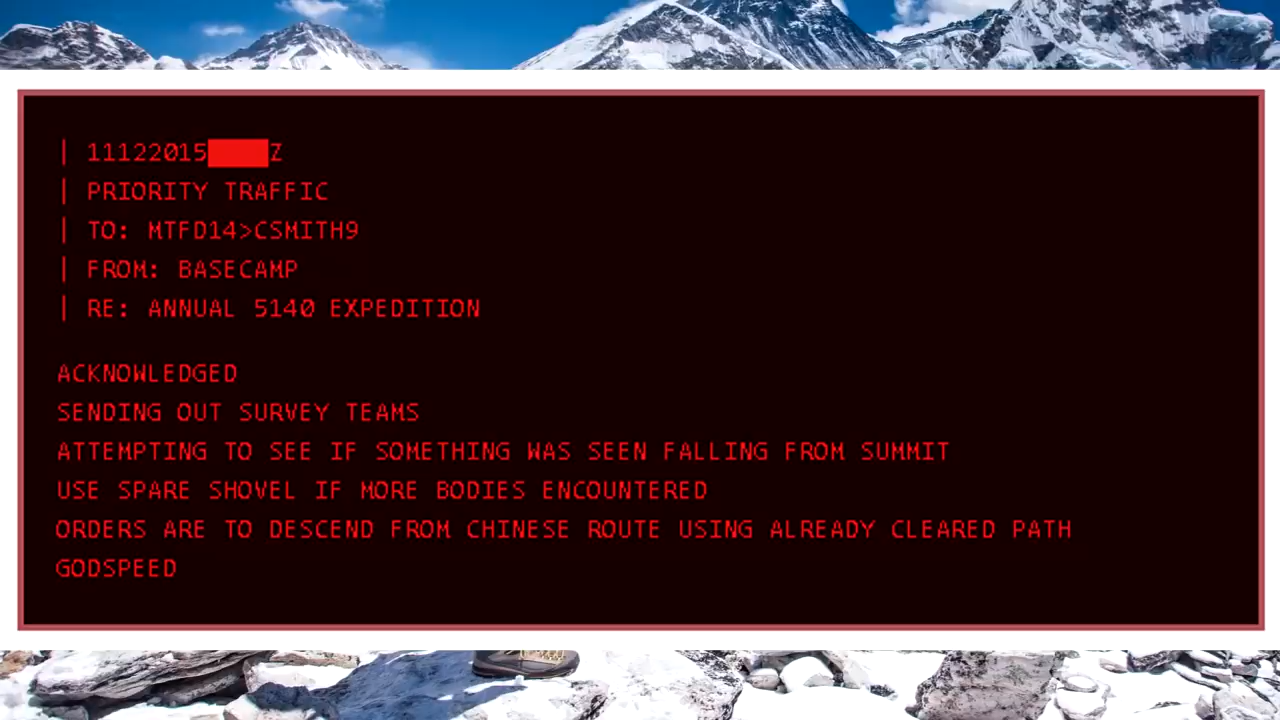 | 11122015████Z
| PRIORITY TRAFFIC
| TO: MTFD14>CSMITH9
| FROM: BASECAMP
| RE: ANNUAL 5140 EXPEDITION
ACKNOWLEDGED
SENDING OUT SURVEY TEAMS
ATTEMPTING TO SEE IF SOMETHING WAS SEEN FALLING FROM SUMMIT
USE SPARE SHOVEL IF MORE BODIES ENCOUNTERED
ORDERS ARE TO DESCEND FROM CHINESE ROUTE USING ALREADY CLEARED PATH
GODSPEED